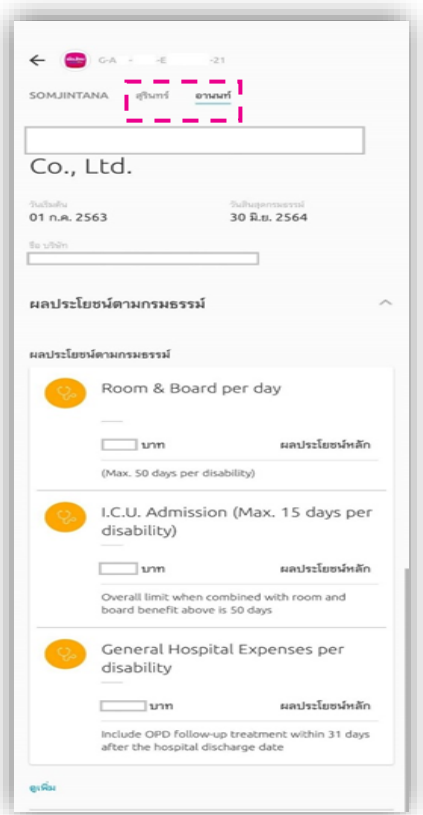 G-A - -E -21
SOMJINTANA สุรินทร์ อานนท์
Co., Ltd.
วันเริ่มต้น วันสิ้นสุดกรมธรรม์
01 ก.ค. 2563 30 มิ.ย. 2564
ชื่อ บริษัท
ผลประโยชน์ตามกรมธรรม์
ผลประโยชน์ตามกรมธรรม์
Room & Board per day
บาท ผลประโยชน์หลัก
(Max. 50 days per disability)
I.C.U. Admission (Max. 15 days per
disability)
บาท ผลประโยชน์หลัก
Overall limit when combined with room and
board benefit above is 50 days
General Hospital Expenses per
disability
บาท ผลประโยชน์หลัก
Include OPD follow-up treatment within 31 days
after the hospital discharge date
ดูเพิ่ม